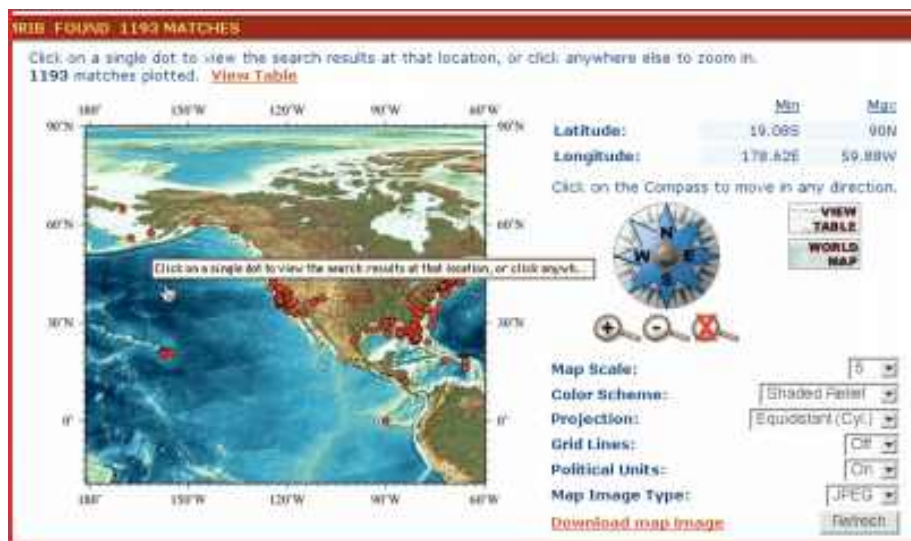 MRIB FOUND 1193 MATCHES
Click on a single dot to view the search results at that location, or click anywhere else to zoom in.
1193 matches plotted. View Table
180° 150°W 120°W 90°W 60°W
90°N 90°N
60°N 60°N
30°N 30°N
0° 0°
180° 150°W 120°W 90°W 60°W
Click on a single dot to view the search results at that location, or click anywh...
Min Max
Latitude: 19.08S 90N
Longitude: 178.62E 59.88W
Click on the Compass to move in any direction.
N
W E
S
VIEW
TABLE
WORLD
MAP
Map Scale: 5
Color Scheme: Shaded Relief
Projection: Equidistant (Cyl.)
Grid Lines: Off
Political Units: On
Map Image Type: JPEG
Download map image Refresh